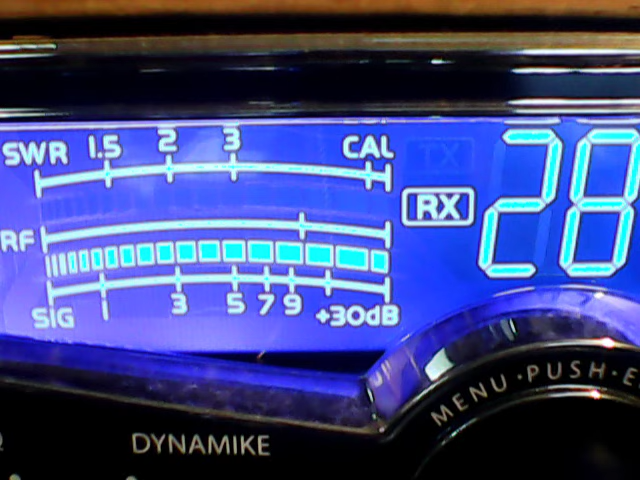 SWR 1.5 2 3 CAL
TX
RX
28
RF
SIG 1 3 5 7 9 +30dB
MENU·PUSH·E
DYNAMIKE